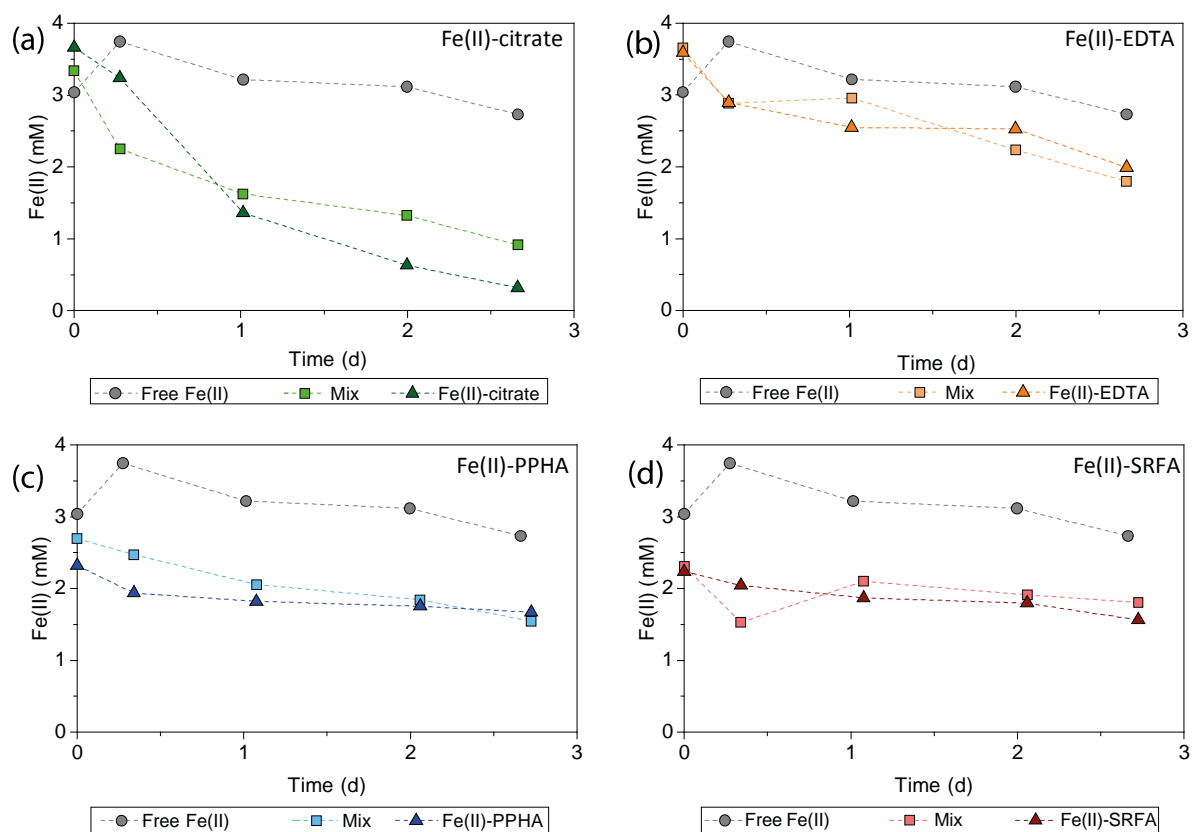 (a)
Fe(II)-citrate
4
3
2
1
0
Fe(II) (mM)
0
1
2
3
Time (d)
Free Fe(II) Mix Fe(II)-citrate
(b)
Fe(II)-EDTA
4
3
2
1
0
Fe(II) (mM)
0
1
2
3
Time (d)
Free Fe(II) Mix Fe(II)-EDTA
(c)
Fe(II)-PPHA
4
3
2
1
0
Fe(II) (mM)
0
1
2
3
Time (d)
Free Fe(II) Mix Fe(II)-PPHA
(d)
Fe(II)-SRFA
4
3
2
1
0
Fe(II) (mM)
0
1
2
3
Time (d)
Free Fe(II) Mix Fe(II)-SRFA